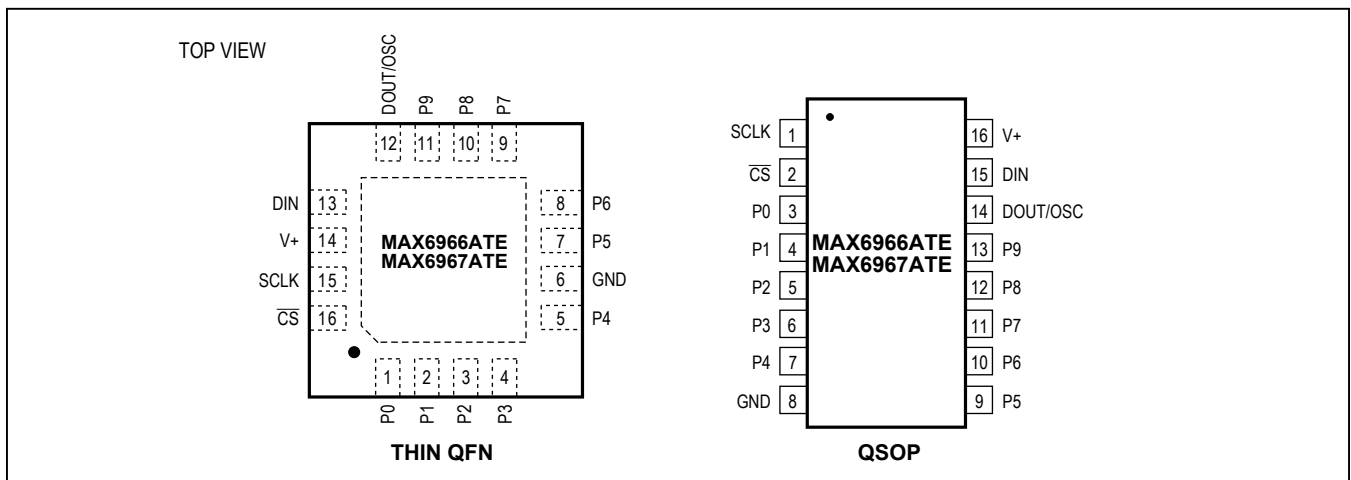 TOP VIEW
DOUT/OSC
P9
P8
P7
12 11 10 9
DIN 13
V+ 14
SCLK 15
CS 16
MAX6966ATE
MAX6967ATE
8 P6
7 P5
6 GND
5 P4
1 2 3 4
P0
P1
P2
P3
THIN QFN
SCLK 1
CS 2
P0 3
P1 4
P2 5
P3 6
P4 7
GND 8
MAX6966ATE
MAX6967ATE
16 V+
15 DIN
14 DOUT/OSC
13 P9
12 P8
11 P7
10 P6
9 P5
QSOP